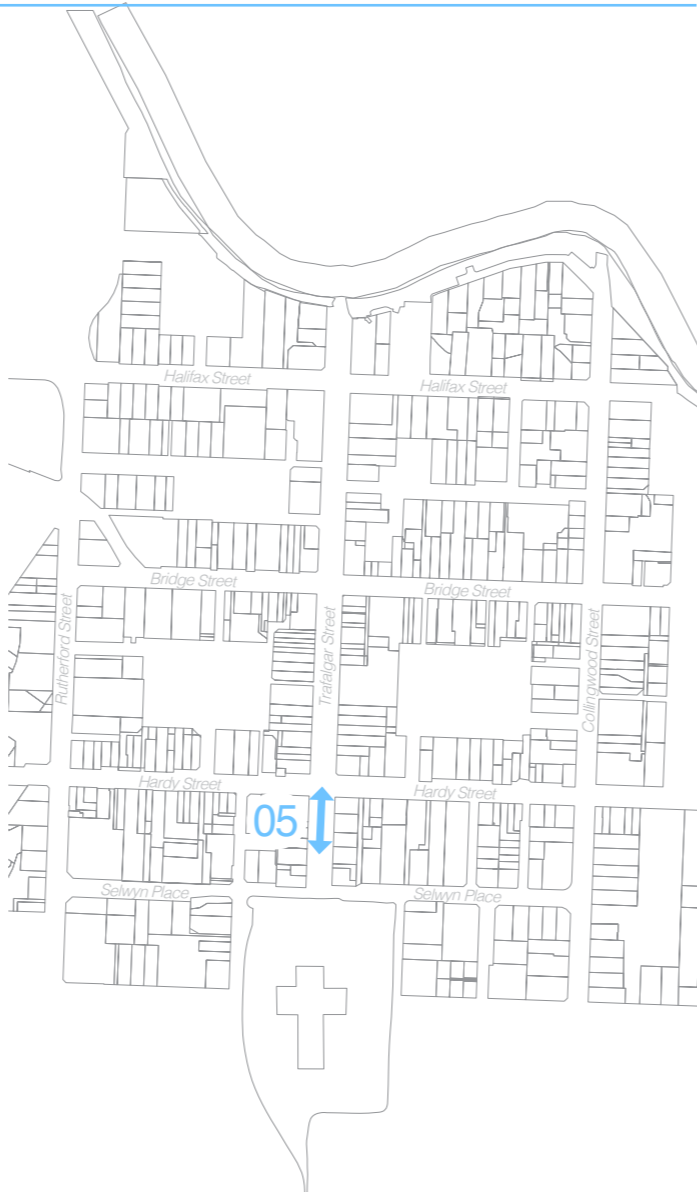 Halifax Street
Halifax Street
Bridge Street
Bridge Street
Rutherford Street
Trafalgar Street
Collingwood Street
Hardy Street
Hardy Street
05
Selwyn Place
Selwyn Place